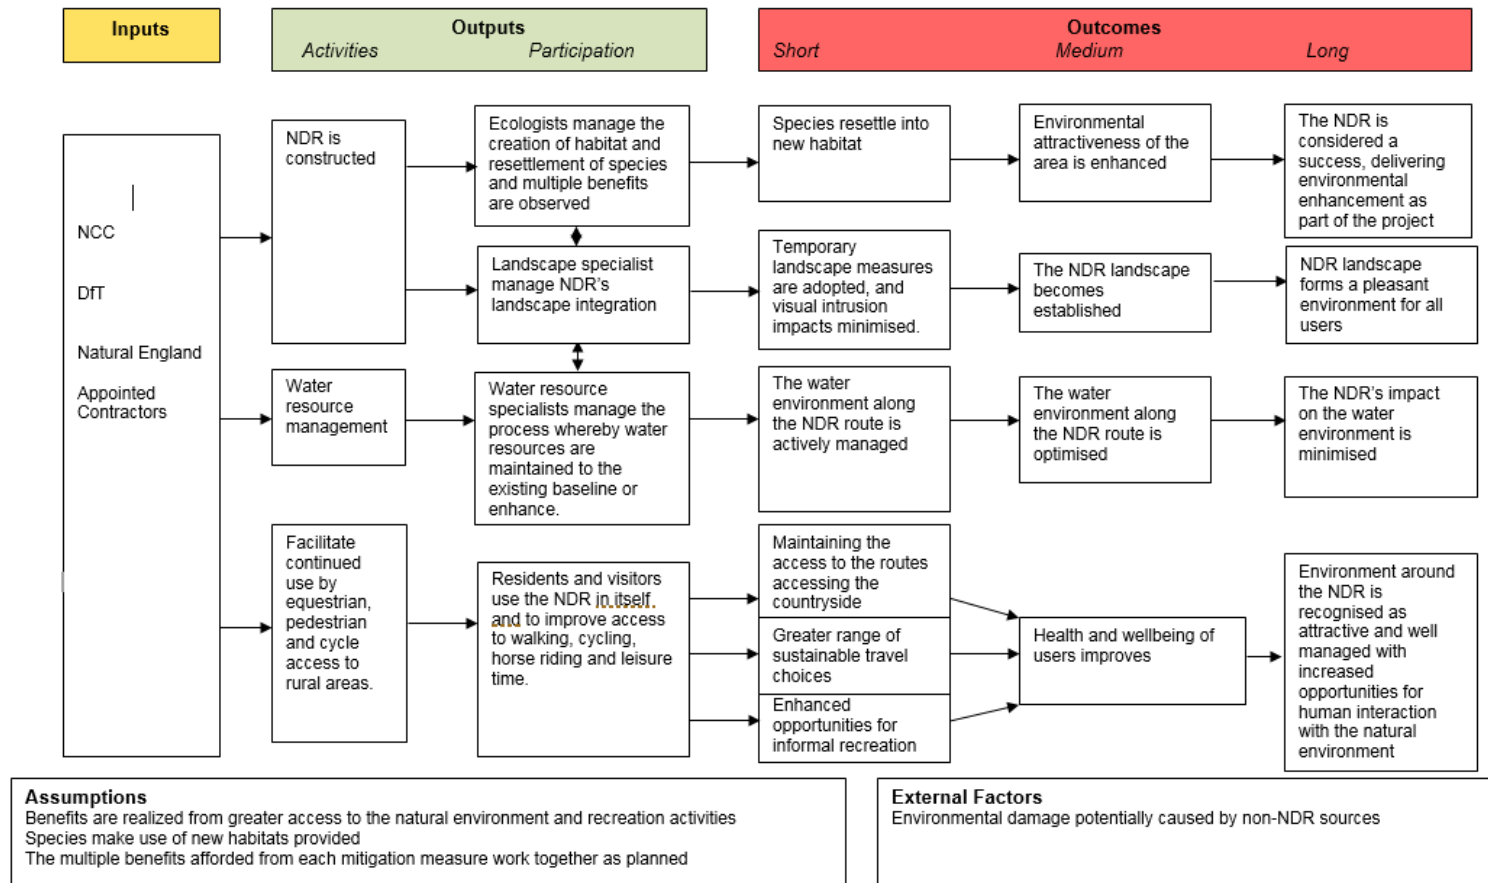 Inputs
Outputs
Activities
Participation
Outcomes
Short
Medium
Long
NCC
DfT
Natural England
Appointed
Contractors
NDR is
constructed
Ecologists manage the
creation of habitat and
resettlement of species
and multiple benefits
are observed
Species resettle into
new habitat
Environmental
attractiveness of the
area is enhanced
The NDR is
considered a
success, delivering
environmental
enhancement as
part of the project
Landscape specialist
manage NDR's
landscape integration
Temporary
landscape measures
are adopted, and
visual intrusion
impacts minimised.
The NDR landscape
becomes
established
NDR landscape
forms a pleasant
environment for all
users
Water
resource
management
Water resource
specialists manage the
process whereby water
resources are
maintained to the
existing baseline or
enhance.
The water
environment along
the NDR route is
actively managed
The water
environment along
the NDR route is
optimised
The NDR's impact
on the water
environment is
minimised
Facilitate
continued
use by
equestrian,
pedestrian
and cycle
access to
rural areas.
Residents and visitors
use the NDR in itself
and to improve access
to walking, cycling,
horse riding and leisure
time.
Maintaining the
access to the routes
accessing the
countryside
Greater range of
sustainable travel
choices
Enhanced
opportunities for
informal recreation
Health and wellbeing of
users improves
Environment around
the NDR is
recognised as
attractive and well
managed with
increased
opportunities for
human interaction
with the natural
environment
Assumptions
Benefits are realized from greater access to the natural environment and recreation activities
Species make use of new habitats provided
The multiple benefits afforded from each mitigation measure work together as planned
External Factors
Environmental damage potentially caused by non-NDR sources